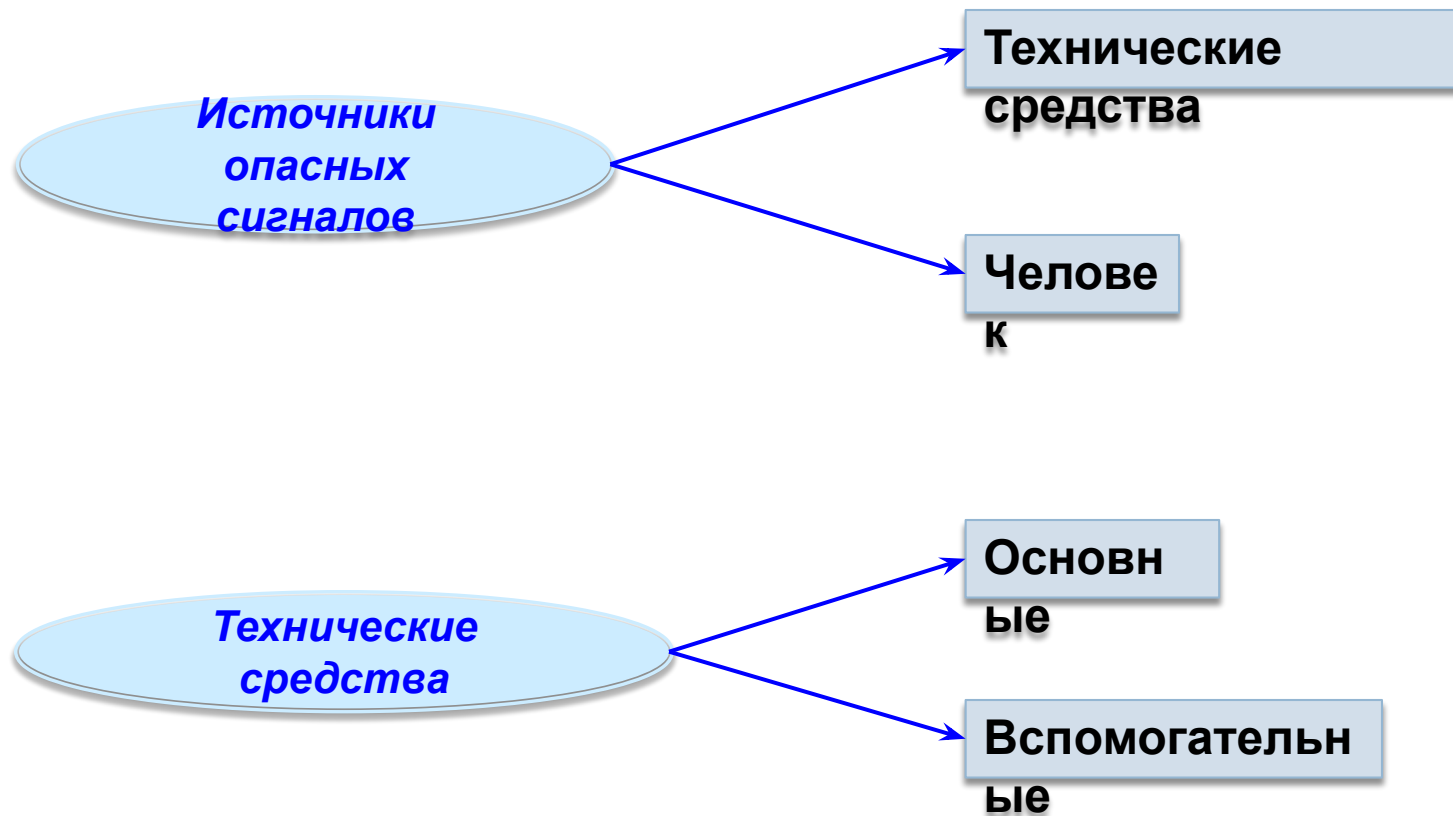 Источники
опасных
сигналов
Технические
средства
Челове
к
Технические
средства
Основн
ые
Вспомогательн
ые